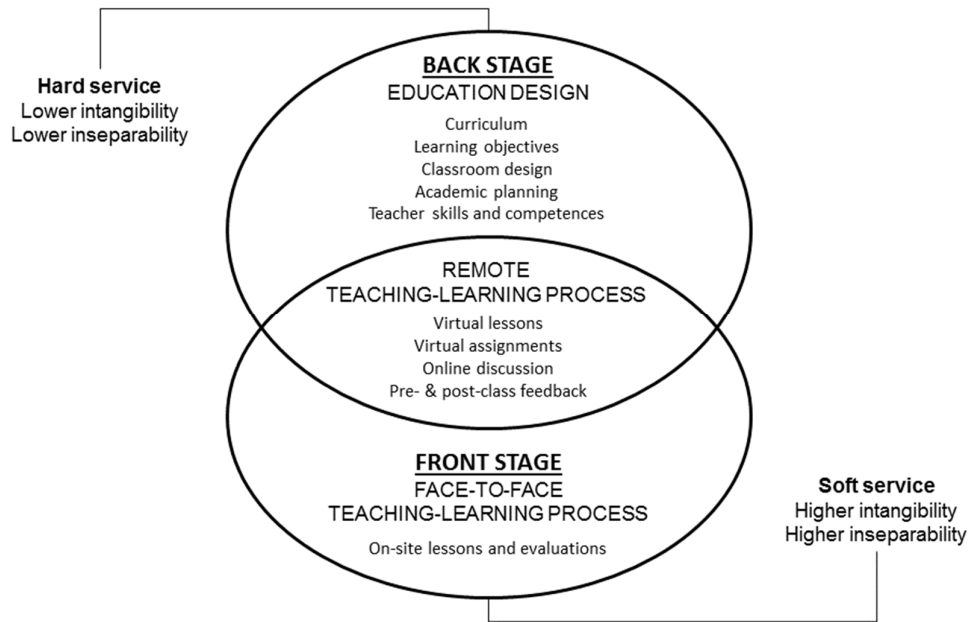 Hard service
Lower intangibility
Lower inseparability
BACK STAGE
EDUCATION DESIGN
Curriculum
Learning objectives
Classroom design
Academic planning
Teacher skills and competences
REMOTE
TEACHING-LEARNING PROCESS
Virtual lessons
Virtual assignments
Online discussion
Pre- & post-class feedback
FRONT STAGE
FACE-TO-FACE
TEACHING-LEARNING PROCESS
On-site lessons and evaluations
Soft service
Higher intangibility
Higher inseparability